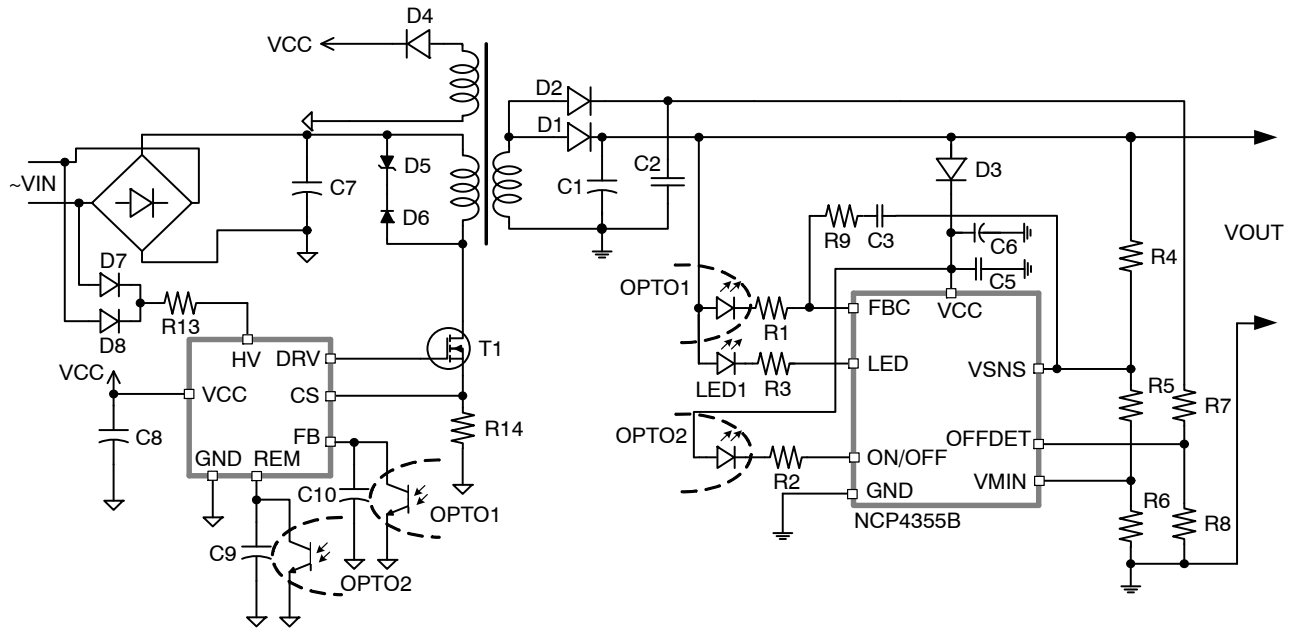 D4
VCC
D2
D1
~VIN
C7
D5
D6
C1
C2
D3
R9
C3
C6
C5
R4
VOUT
D7
D8
R13
OPTO1
R1
FBC
VCC
HV
DRV
T1
LED1
R3
LED
VSNS
VCC
VCC
CS
R14
C8
FB
OPTO2
R2
ON/OFF
OFFDET
R5
R7
GND
REM
C10
OPTO1
GND
VMIN
R6
R8
NCP4355B
C9
OPTO2